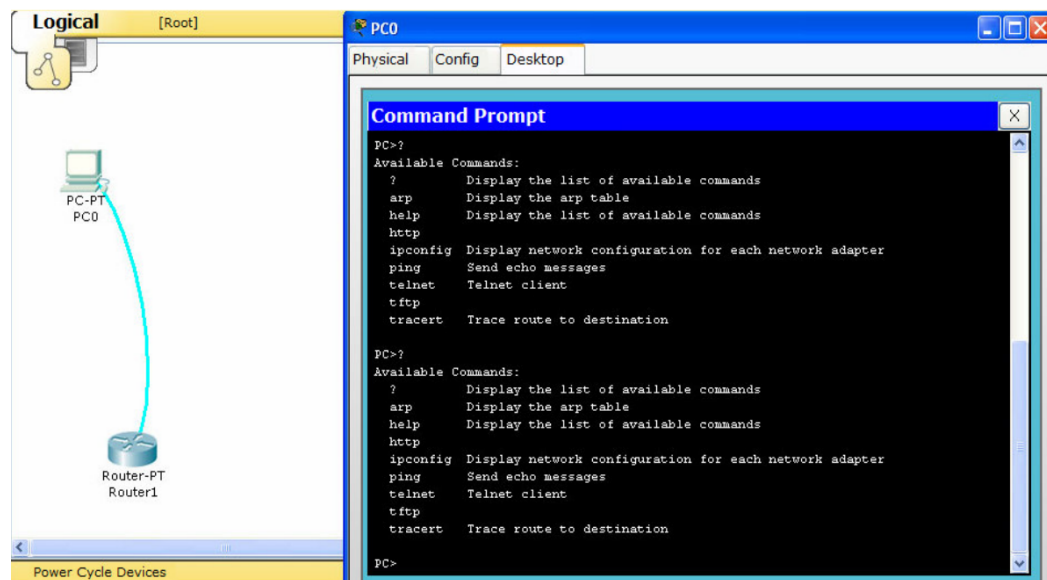 Logical [Root]
PC-PT
PC0
Router-PT
Router1
Power Cycle Devices
PC0
Physical Config Desktop
Command Prompt
X
PC>?
Available Commands:
? Display the list of available commands
arp Display the arp table
help Display the list of available commands
http
ipconfig Display network configuration for each network adapter
ping Send echo messages
telnet Telnet client
tftp
tracert Trace route to destination
PC>?
Available Commands:
? Display the list of available commands
arp Display the arp table
help Display the list of available commands
http
ipconfig Display network configuration for each network adapter
ping Send echo messages
telnet Telnet client
tftp
tracert Trace route to destination
PC>